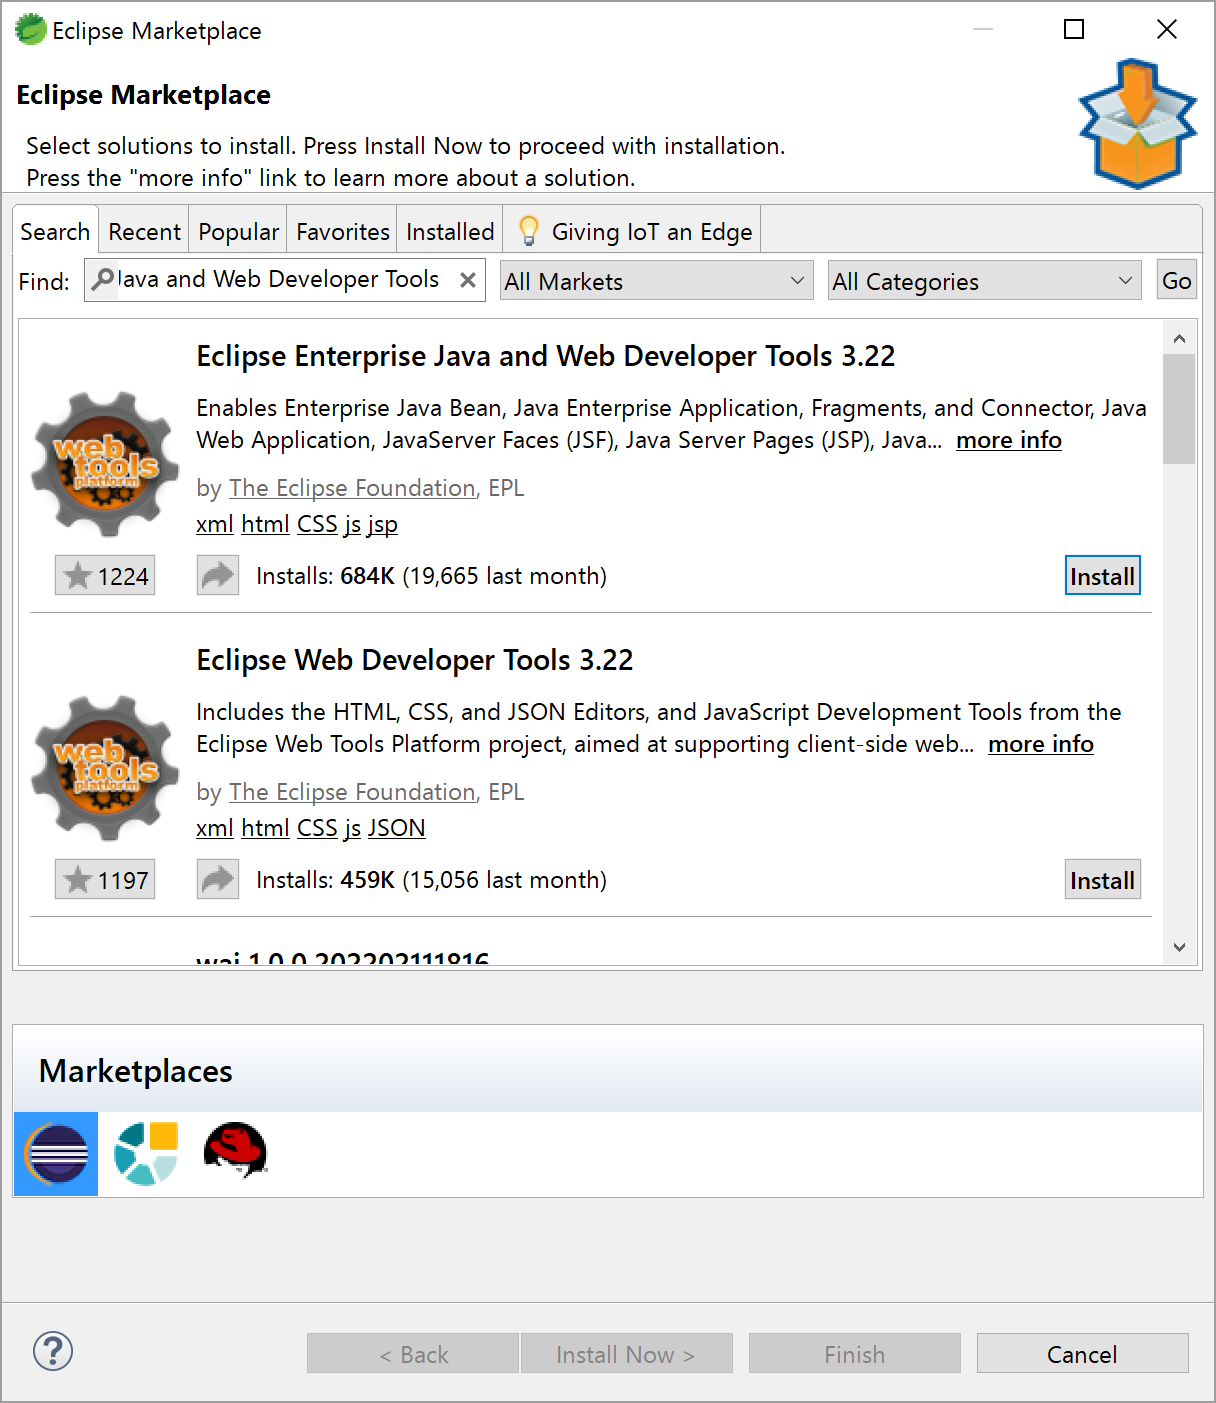 Eclipse Marketplace
Eclipse Marketplace
Select solutions to install. Press Install Now to proceed with installation.
Press the "more info" link to learn more about a solution.
Search Recent Popular Favorites Installed Giving IoT an Edge
Find: Java and Web Developer Tools All Markets All Categories Go
Eclipse Enterprise Java and Web Developer Tools 3.22
Enables Enterprise Java Bean, Java Enterprise Application, Fragments, and Connector, Java
Web Application, JavaServer Faces (JSF), Java Server Pages (JSP), Java... more info
web
tools
platform
by The Eclipse Foundation, EPL
xml html CSS js jsp
1224 Installs: 684K (19,665 last month) Install
Eclipse Web Developer Tools 3.22
Includes the HTML, CSS, and JSON Editors, and JavaScript Development Tools from the
Eclipse Web Tools Platform project, aimed at supporting client-side web... more info
web
tools
platform
by The Eclipse Foundation, EPL
xml html CSS js JSON
1197 Installs: 459K (15,056 last month) Install
1.0.0.202202111816
Marketplaces
? < Back Install Now > Finish Cancel